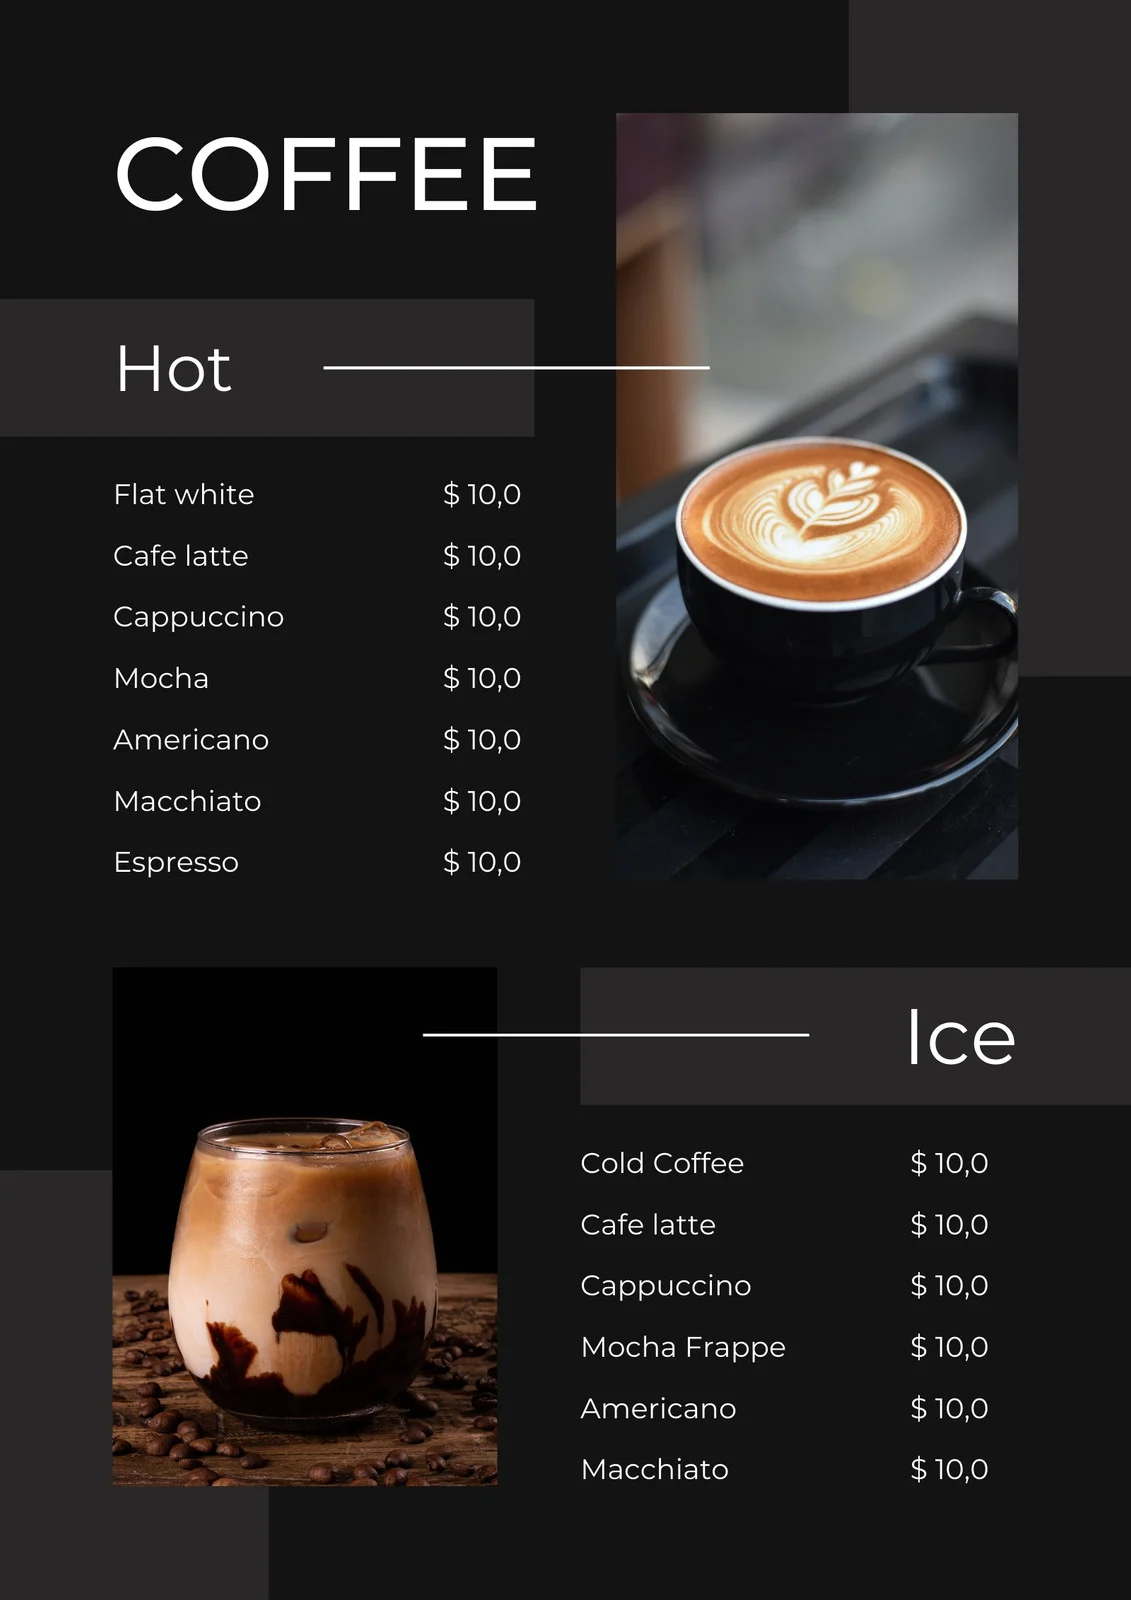 COFFEE
Hot
Flat white $ 10,0
Cafe latte $ 10,0
Cappuccino $ 10,0
Mocha $ 10,0
Americano $ 10,0
Macchiato $ 10,0
Espresso $ 10,0
Ice
Cold Coffee $ 10,0
Cafe latte $ 10,0
Cappuccino $ 10,0
Mocha Frappe $ 10,0
Americano $ 10,0
Macchiato $ 10,0